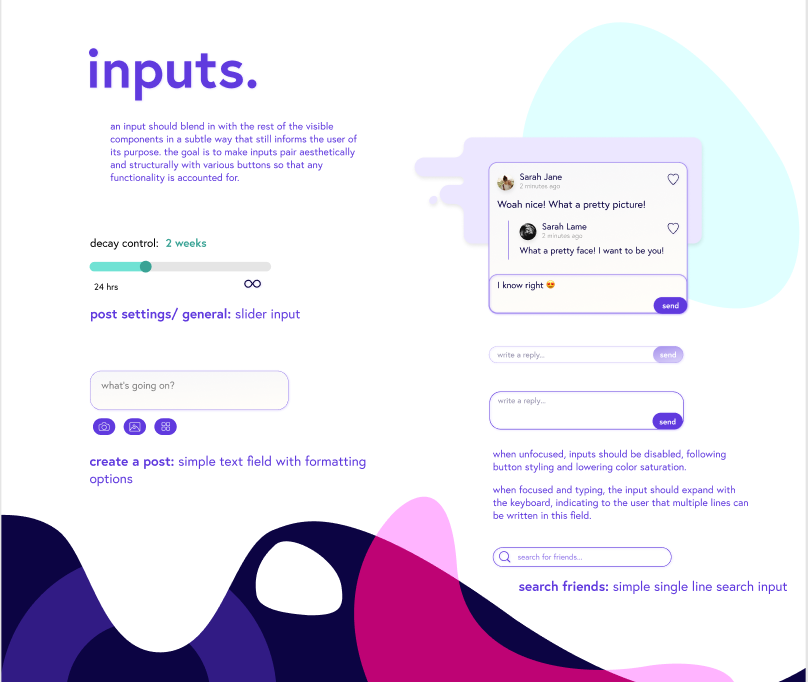 inputs.
an input should blend in with the rest of the visible
components in a subtle way that still informs the user of
its purpose. the goal is to make inputs pair aesthetically
and structurally with various buttons so that any
functionality is accounted for.
decay control: 2 weeks
24 hrs
∞
post settings/ general: slider input
what's going on?
create a post: simple text field with formatting
options
Sarah Jane
2 minutes ago
Woah nice! What a pretty picture!
Sarah Lame
2 minutes ago
What a pretty face! I want to be you!
I know right 😍
send
write a reply...
send
write a reply...
send
when unfocused, inputs should be disabled, following
button styling and lowering color saturation.
when focused and typing, the input should expand with
the keyboard, indicating to the user that multiple lines can
be written in this field.
search for friends...
search friends: simple single line search input